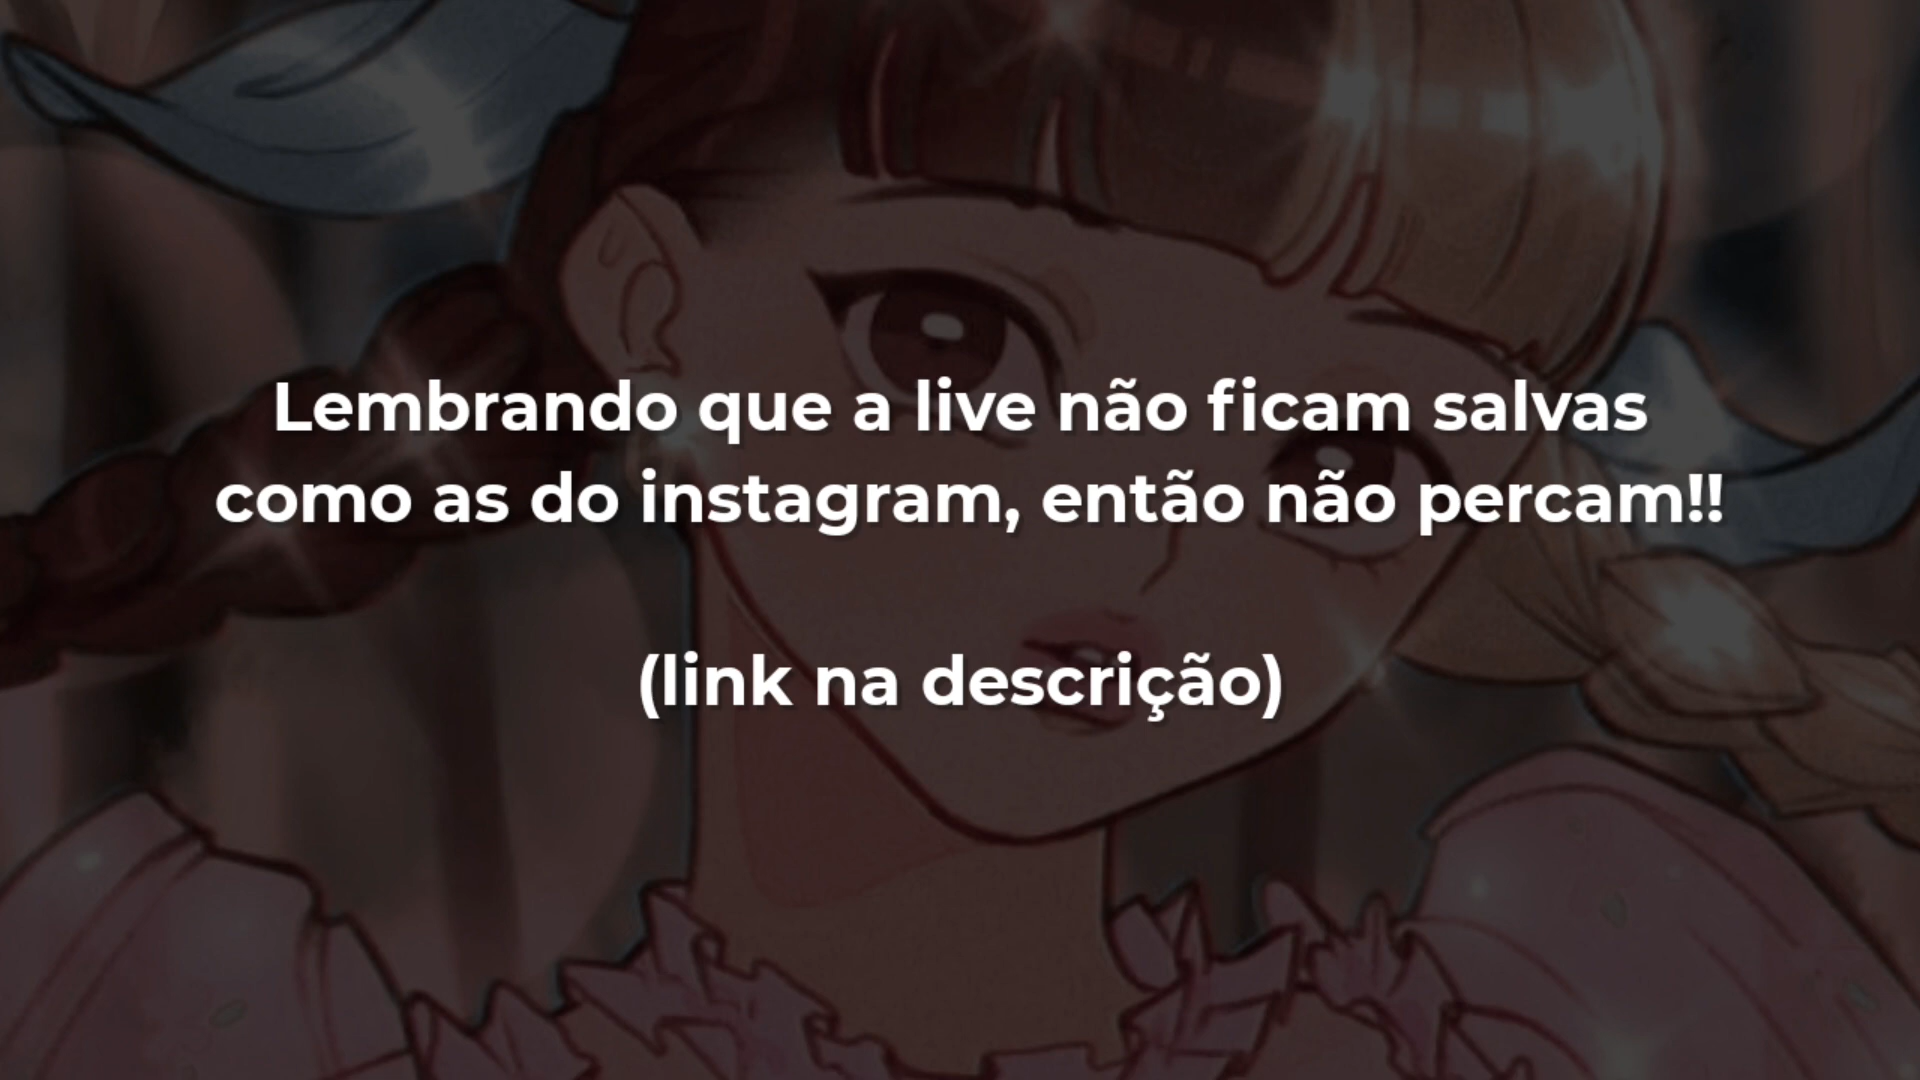 Lembrando que a live não ficam salvas
como as do instagram, então não percam!!
(link na descrição)